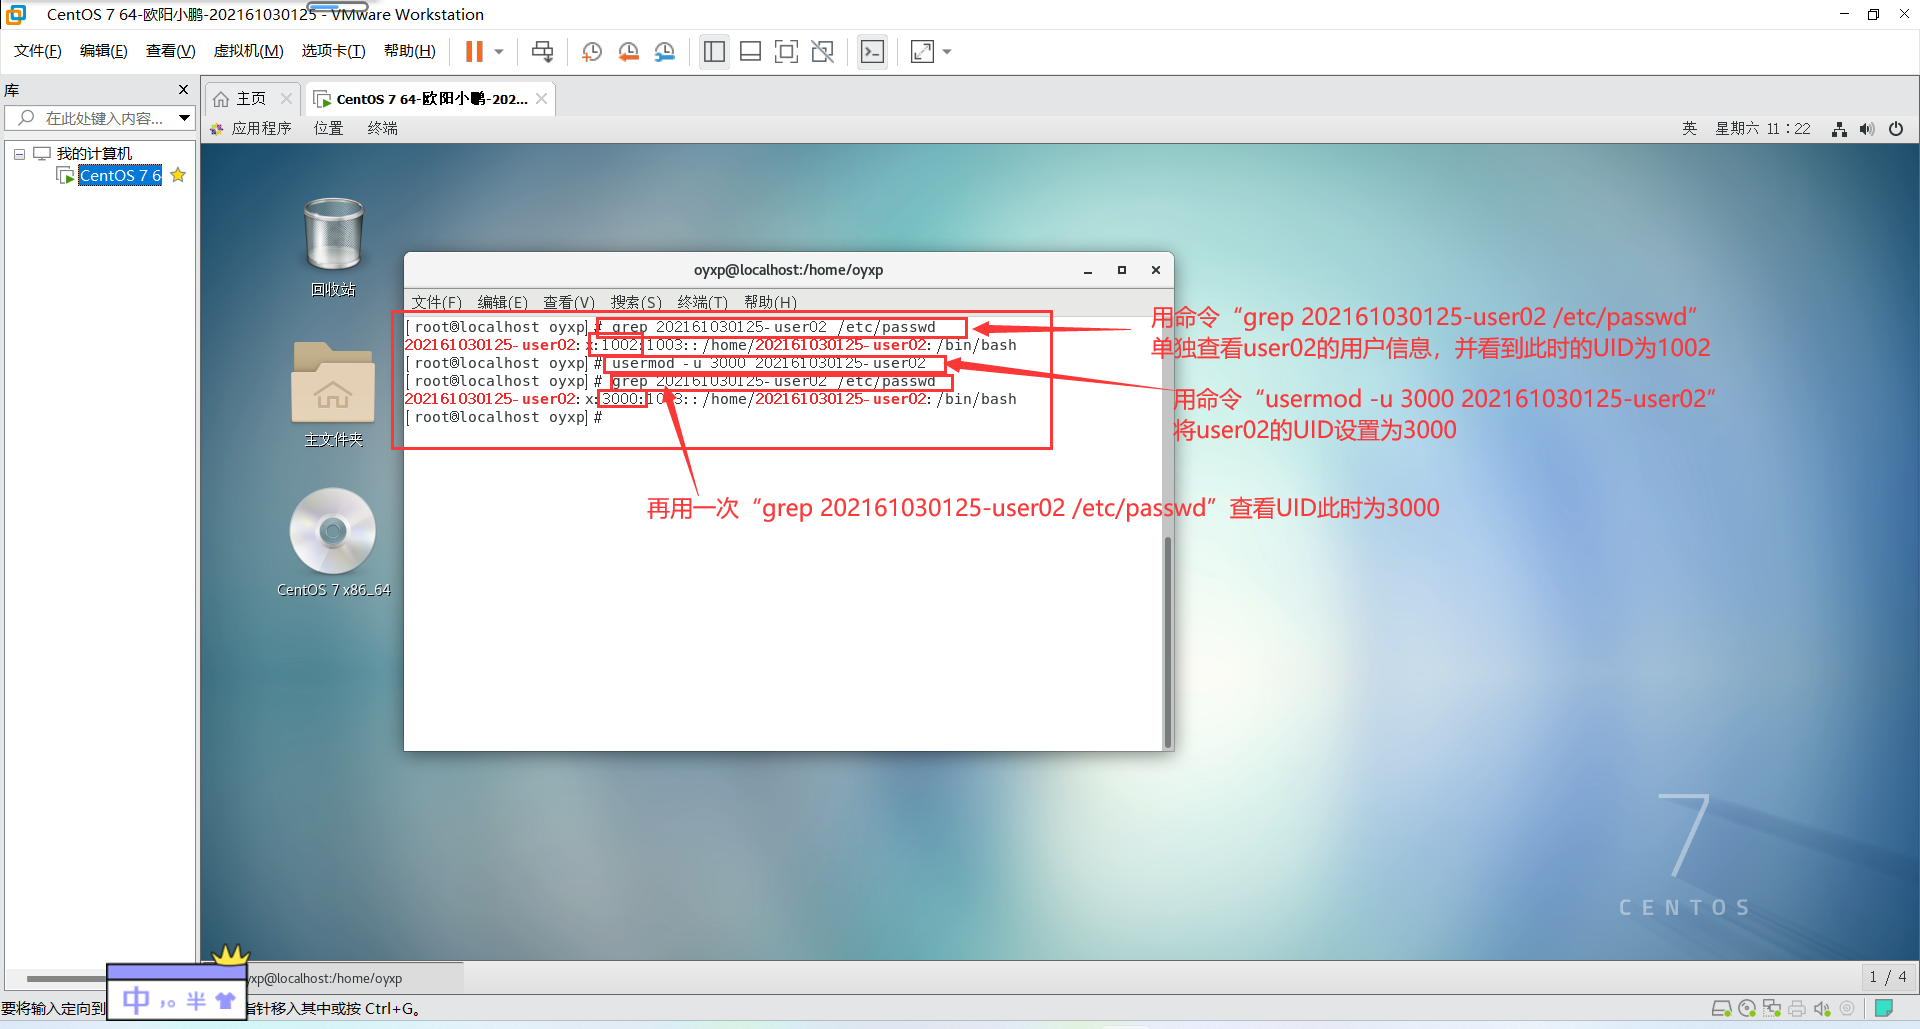 CentOS 7 64-欧阳小鹏-202161030125 - VMware Workstation
文件(F) 编辑(E) 查看(V) 虚拟机(M) 选项卡(T) 帮助(H)
库
在此处键入内容...
我的计算机
CentOS 7 6
主页
CentOS 7 64-欧阳小鹏-202...
应用程序 位置 终端
英 星期六 11：22
回收站
主文件夹
CentOS 7 x86_64
oyxp@localhost:/home/oyxp
文件(F) 编辑(E) 查看(V) 搜索(S) 终端(T) 帮助(H)
[root@localhost oyxp]# grep 202161030125-user02 /etc/passwd
202161030125-user02:x:1002:1003::/home/202161030125-user02:/bin/bash
[root@localhost oyxp]# usermod -u 3000 202161030125-user02
[root@localhost oyxp]# grep 202161030125-user02 /etc/passwd
202161030125-user02:x:3000:1003::/home/202161030125-user02:/bin/bash
[root@localhost oyxp]#
用命令“grep 202161030125-user02 /etc/passwd”
单独查看user02的用户信息，并看到此时的UID为1002
用命令“usermod -u 3000 202161030125-user02”
将user02的UID设置为3000
再用一次“grep 202161030125-user02 /etc/passwd”查看UID此时为3000
7
CENTOS
yxp@localhost:/home/oyxp
1 / 4
中 ，。 半
要将输入定向到
指针移入其中或按 Ctrl+G。